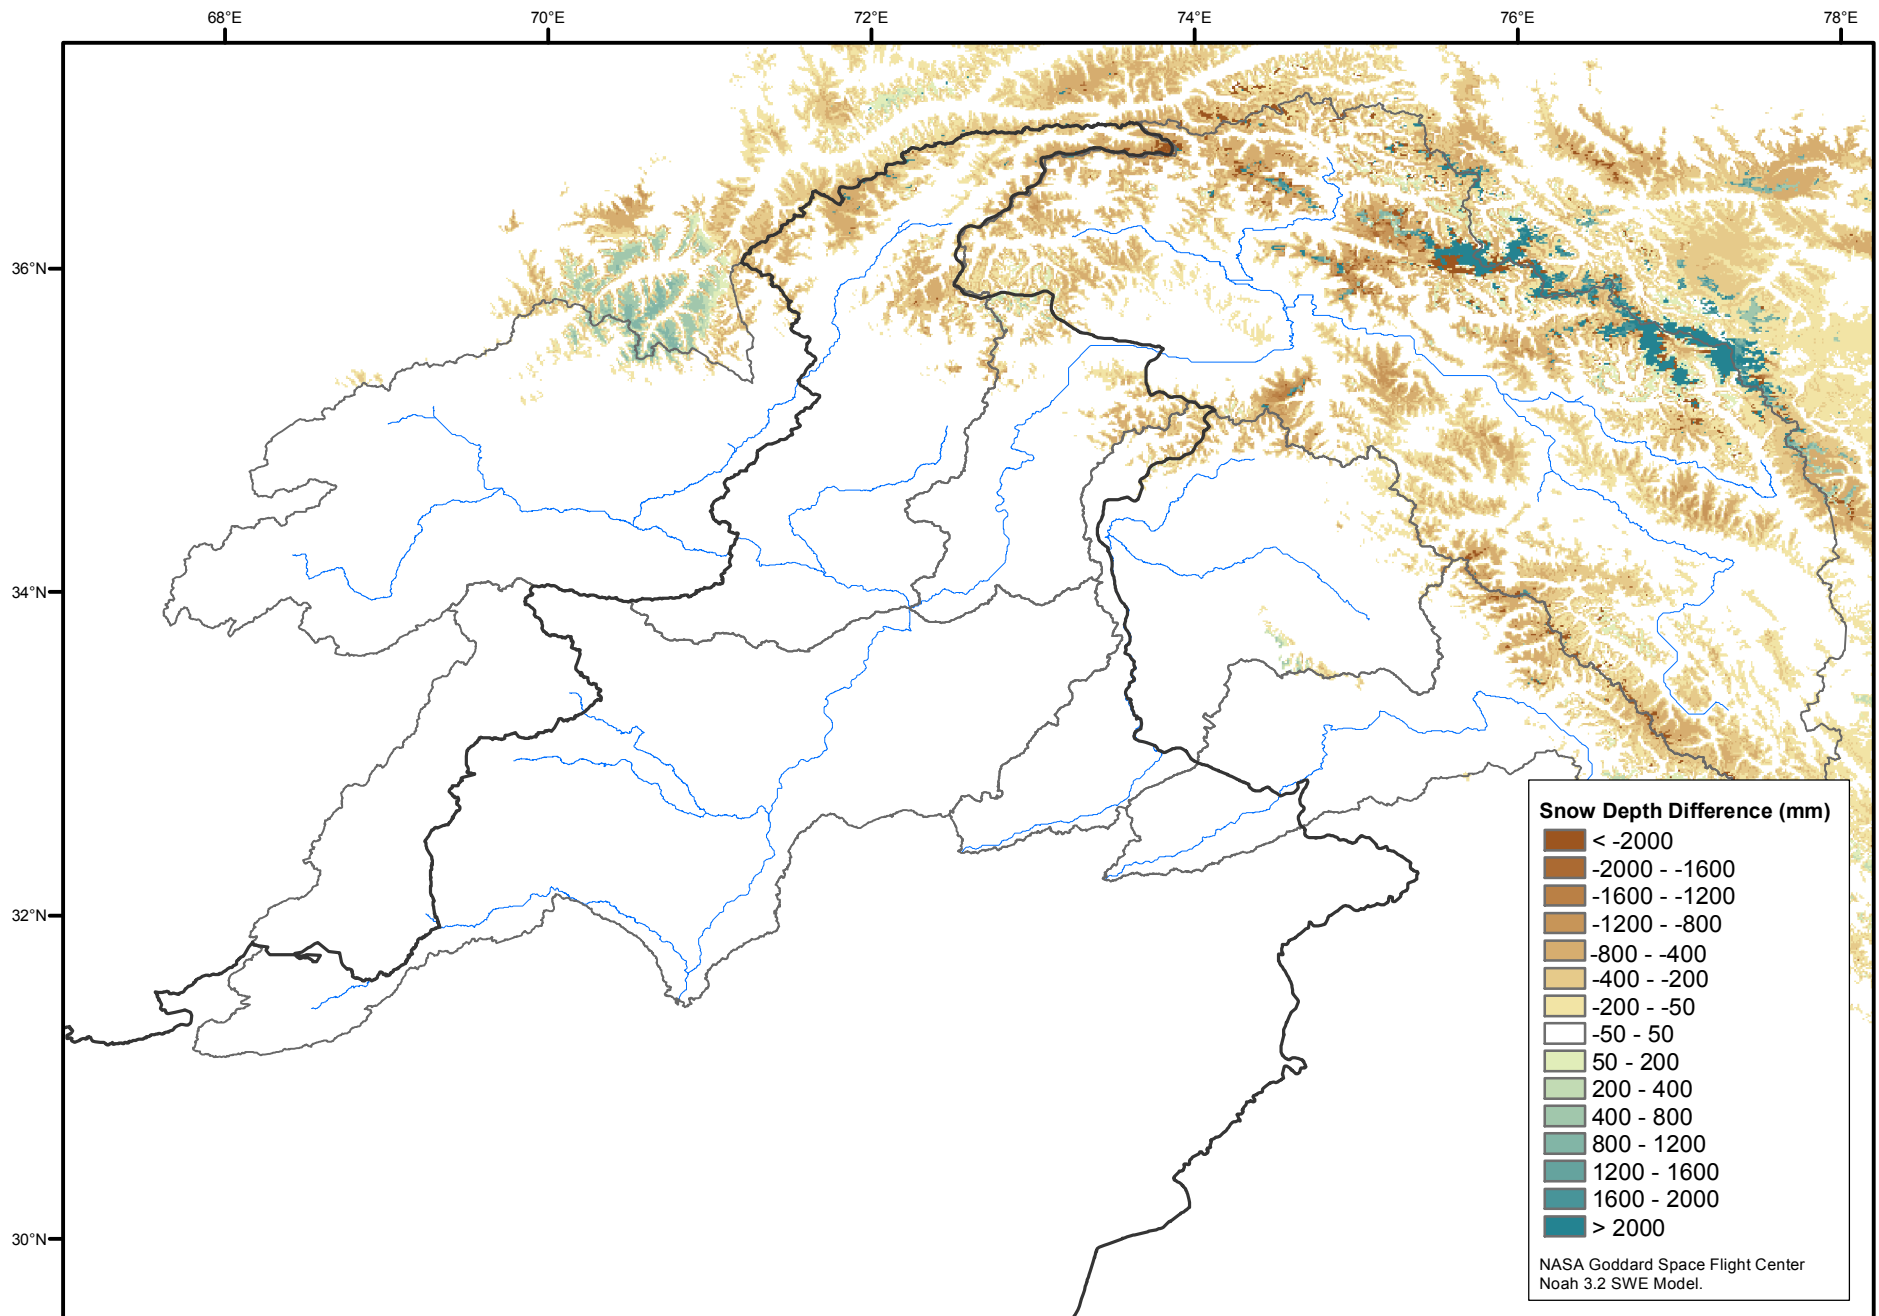 68°E 70°E 72°E 74°E 76°E 78°E
36°N
34°N
32°N
30°N
Snow Depth Difference (mm)
< -2000
-2000 - -1600
-1600 - -1200
-1200 - -800
-800 - -400
-400 - -200
-200 - -50
-50 - 50
50 - 200
200 - 400
400 - 800
800 - 1200
1200 - 1600
1600 - 2000
> 2000
NASA Goddard Space Flight Center
Noah 3.2 SWE Model.